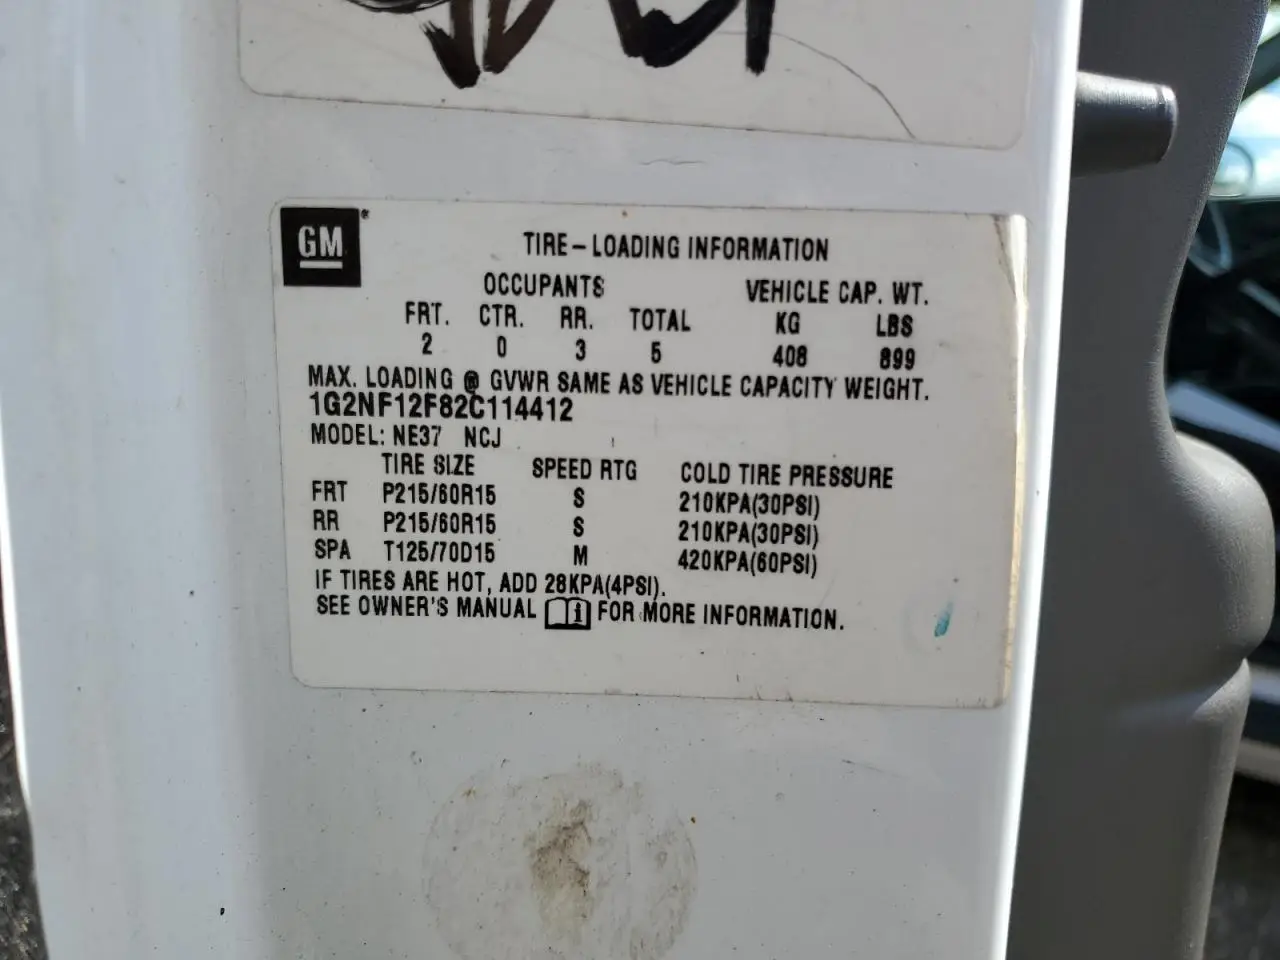 GM
TIRE-LOADING INFORMATION
OCCUPANTS VEHICLE CAP. WT.
FRT. CTR. RR. TOTAL KG LBS
2 0 3 5 408 899
MAX. LOADING @ GVWR SAME AS VEHICLE CAPACITY WEIGHT.
1G2NF12F82C114412
MODEL: NE37 NCJ
TIRE SIZE SPEED RTG COLD TIRE PRESSURE
FRT P215/60R15 S 210KPA(30PSI)
RR P215/60R15 S 210KPA(30PSI)
SPA T125/70D15 M 420KPA(60PSI)
IF TIRES ARE HOT, ADD 28KPA(4PSI).
SEE OWNER'S MANUAL i FOR MORE INFORMATION.